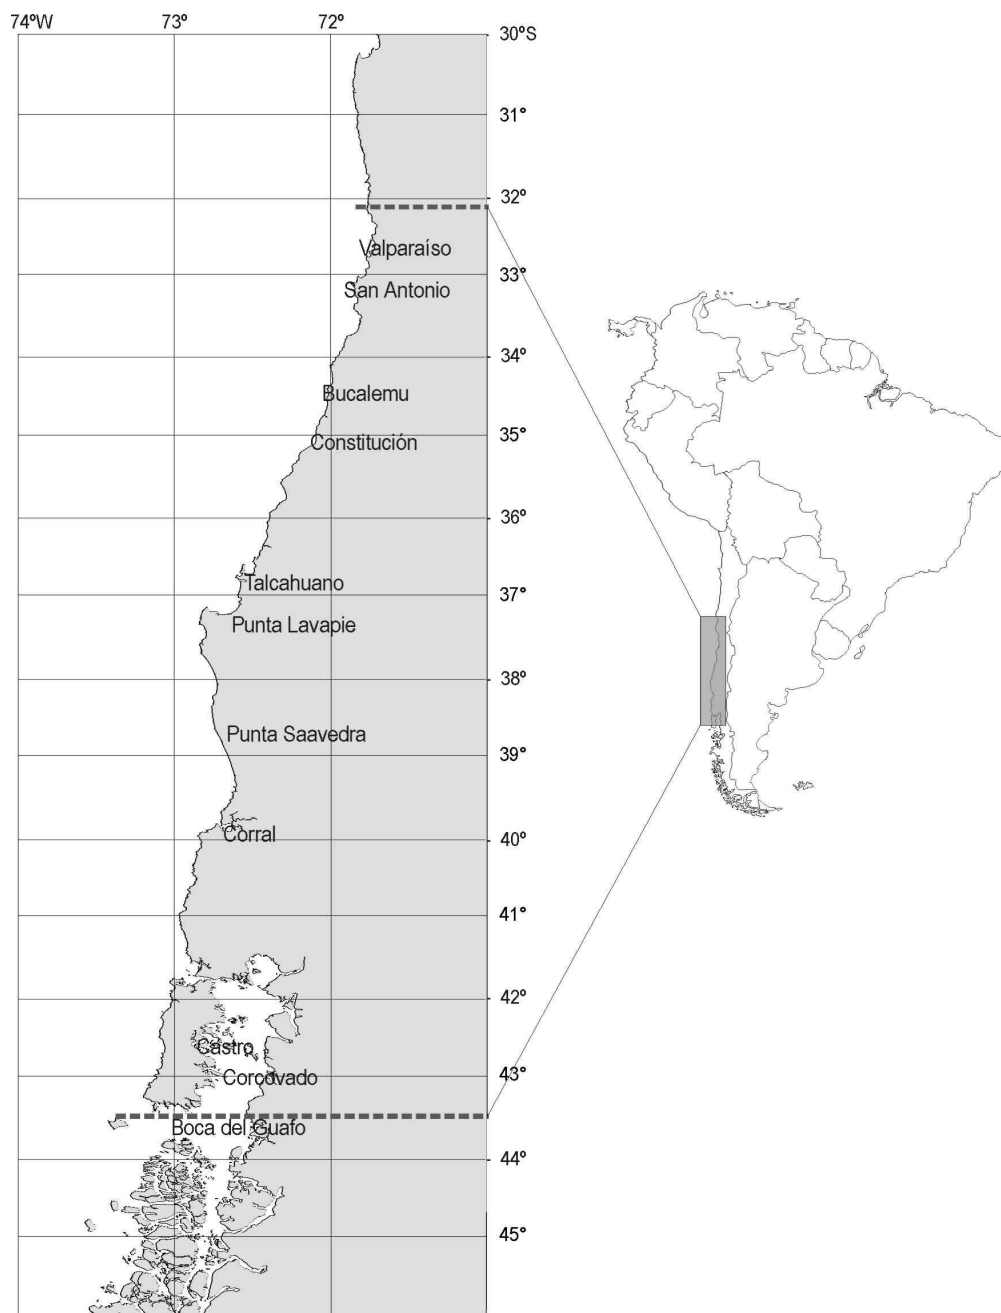 74ºW 73º 72º
30ºS
31º
32º
Valparaíso
33º
San Antonio
34º
Bucalemu
35º
Constitución
36º
Talcahuano
37º
Punta Lavapie
38º
Punta Saavedra
39º
Corral
40º
41º
42º
Castro
43º
Corcovado
Boca del Guafo
44º
45º